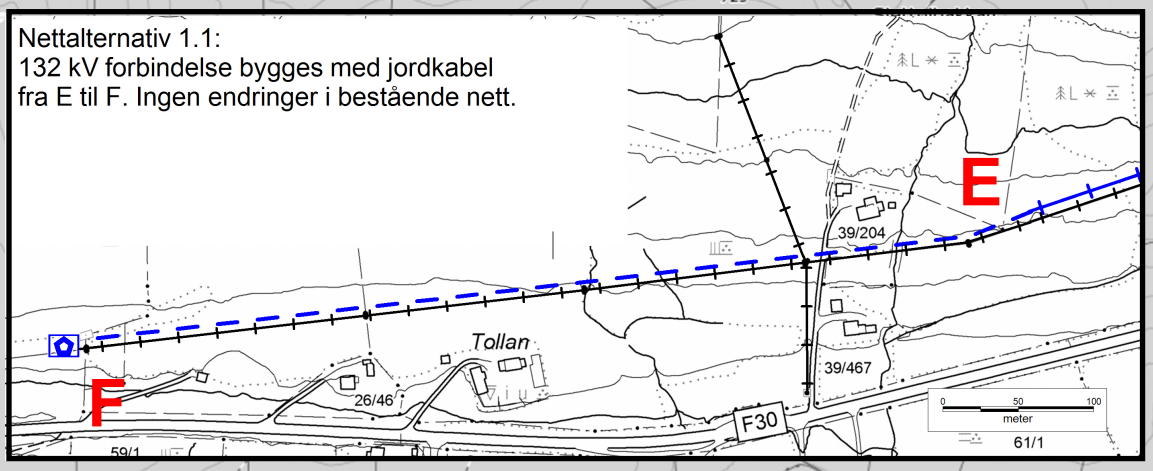 Nettalternativ 1.1:
132 kV forbindelse bygges med jordkabel
fra E til F. Ingen endringer i bestående nett.
L
L
E
39/204
Tollan
39/467
26/46
F
F30
0 50 100
meter
59/1
61/1